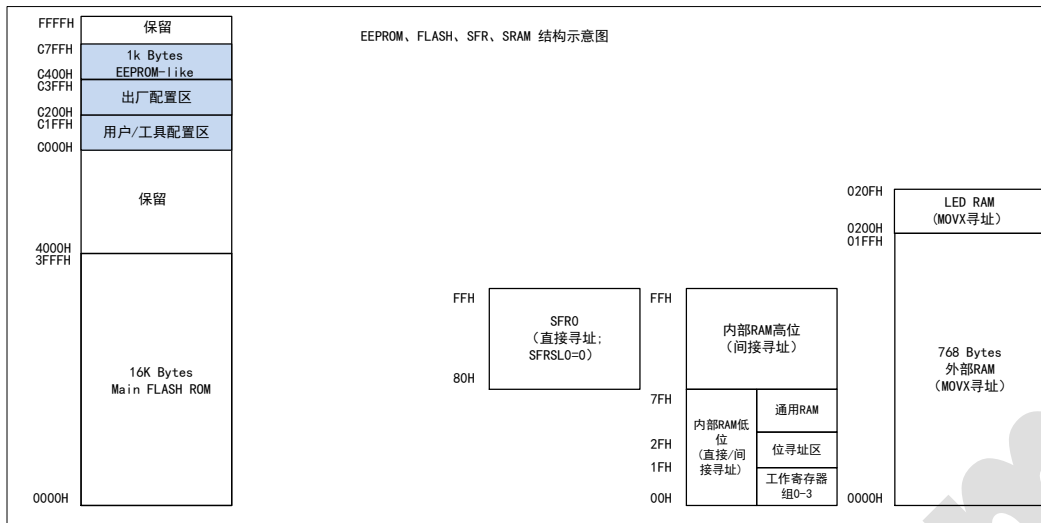 EEPROM、FLASH、SFR、SRAM 结构示意图
FFFFH
保留
C7FFH
1k Bytes
EEPROM-like
C400H
C3FFH
出厂配置区
C200H
C1FFH
用户/工具配置区
C000H
保留
4000H
3FFFH
16K Bytes
Main FLASH ROM
0000H
FFH
SFR0
（直接寻址;
SFRSL0=0）
80H
FFH
内部RAM高位
（间接寻址）
7FH
内部RAM低
位
（直接/间
接寻址）
通用RAM
2FH
位寻址区
1FH
工作寄存器
组0-3
00H
020FH
LED RAM
（MOVX寻址）
0200H
01FFH
768 Bytes
外部RAM
（MOVX寻址）
0000H